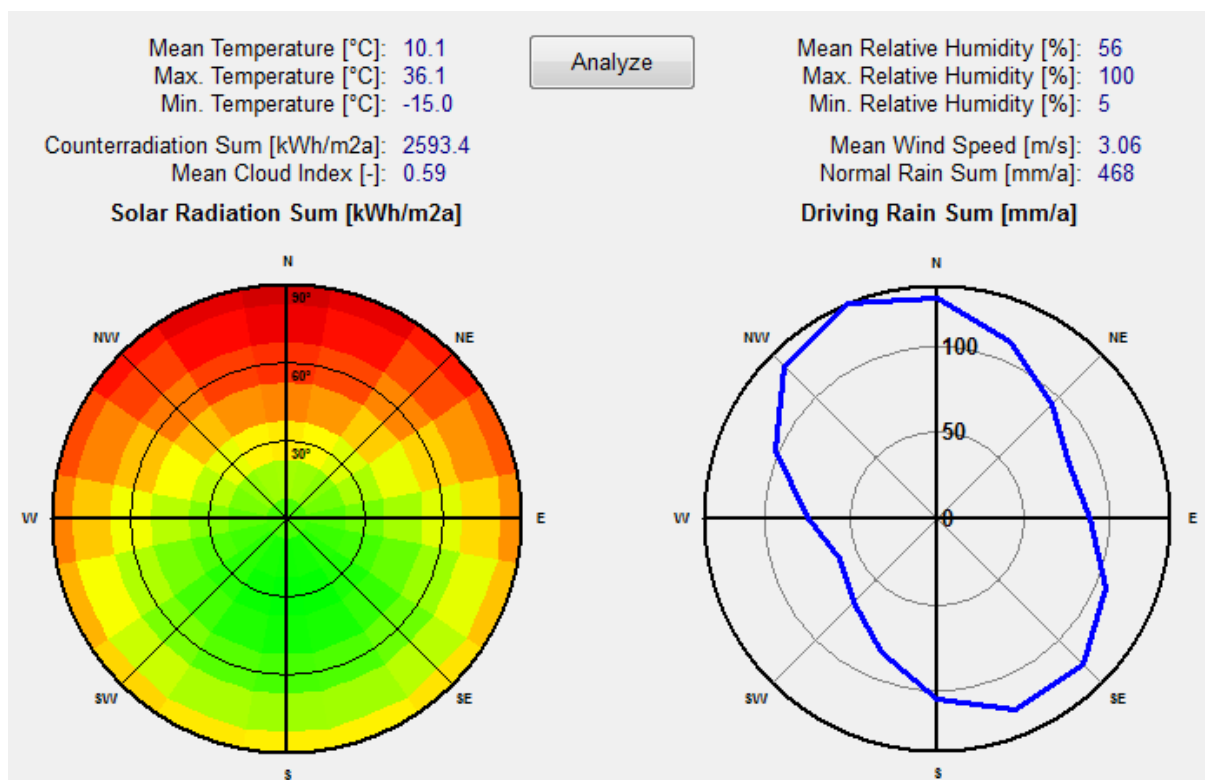 Mean Temperature [°C]: 10.1
Max. Temperature [°C]: 36.1
Min. Temperature [°C]: -15.0
Counterradiation Sum [kWh/m2a]: 2593.4
Mean Cloud Index [-]: 0.59
Analyze
Mean Relative Humidity [%]: 56
Max. Relative Humidity [%]: 100
Min. Relative Humidity [%]: 5
Mean Wind Speed [m/s]: 3.06
Normal Rain Sum [mm/a]: 468
Solar Radiation Sum [kWh/m2a]
N
90°
NW
NE
60°
30°
W
E
SW
SE
S
Driving Rain Sum [mm/a]
N
NW
NE
100
50
W
0
E
SW
SE
S